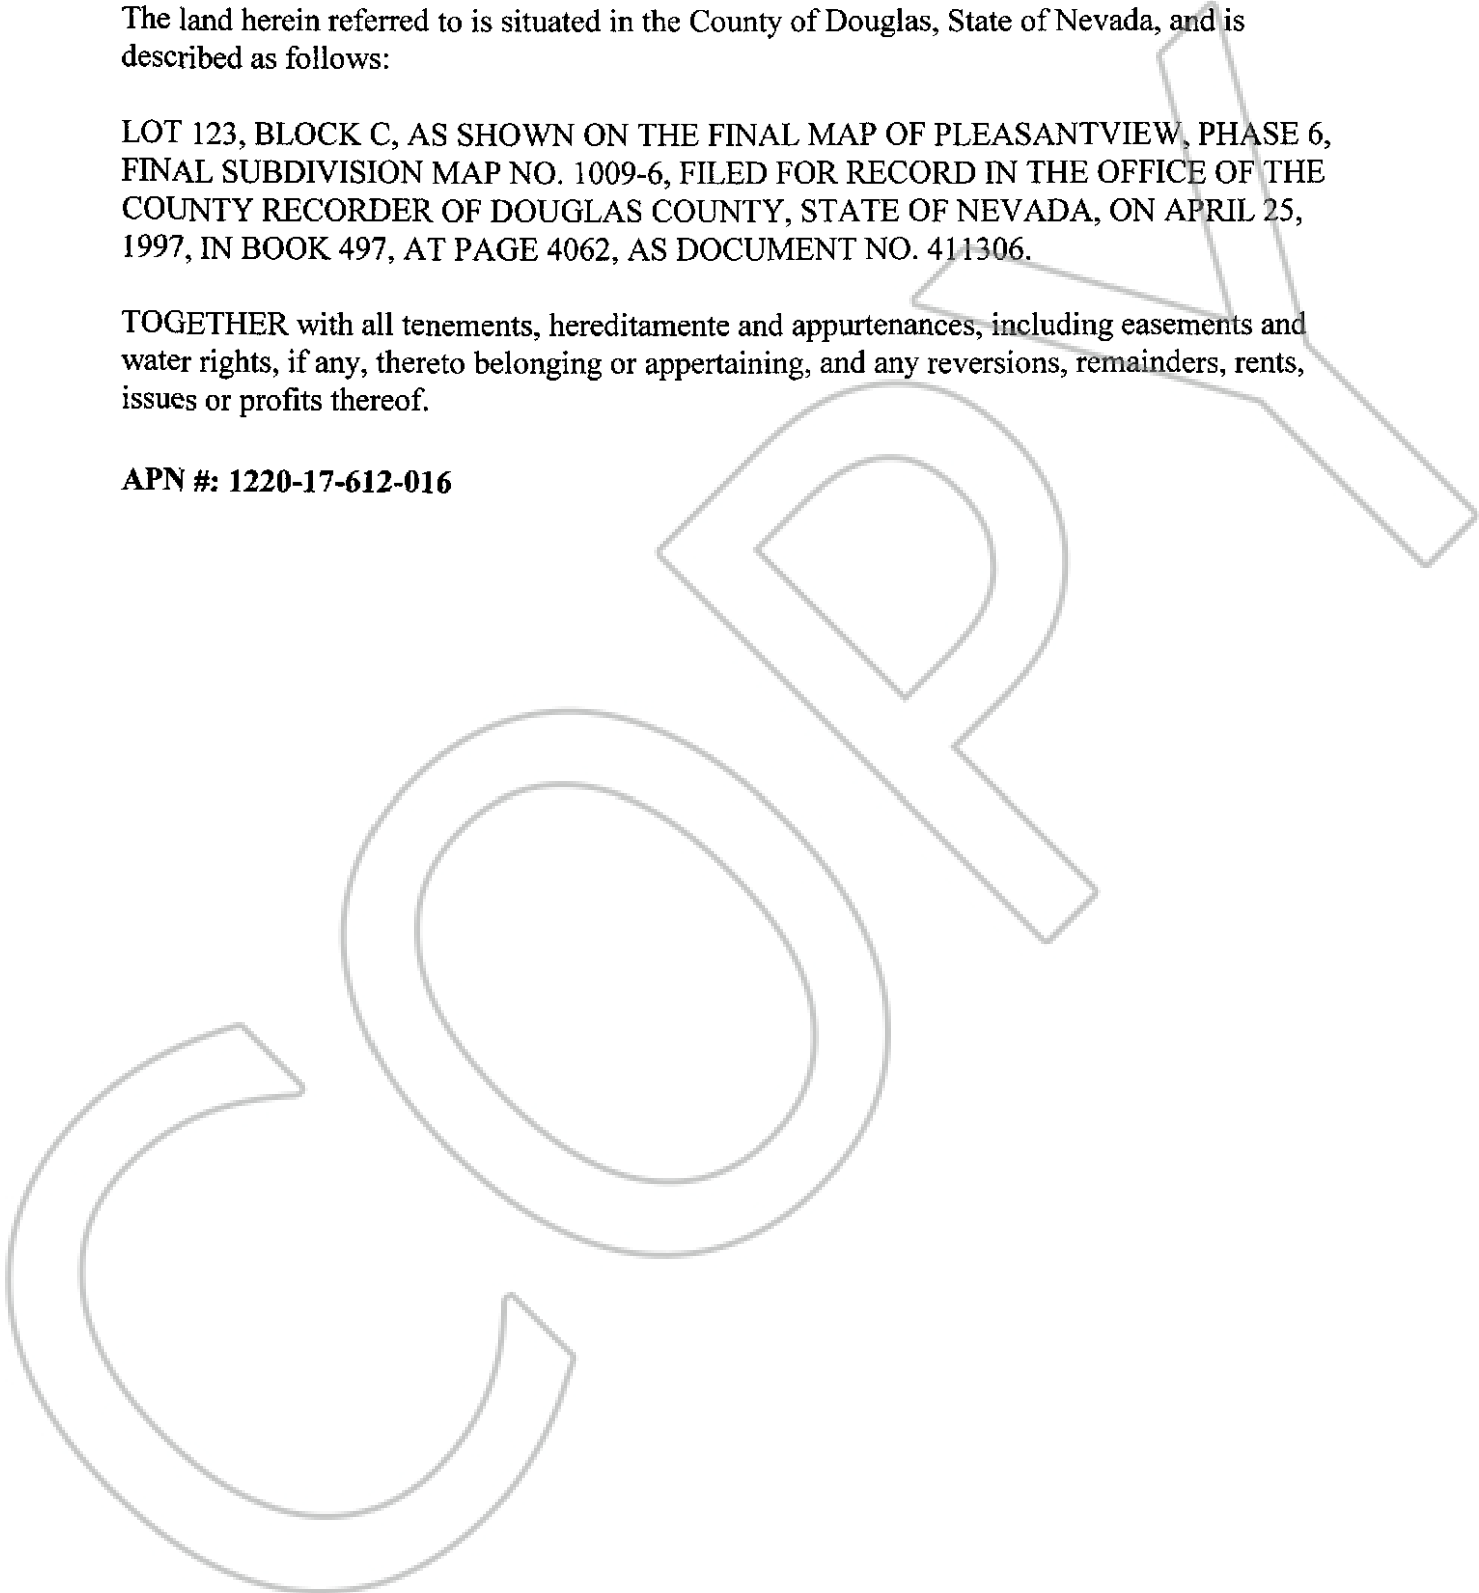 The land herein referred to is situated in the County of Douglas, State of Nevada, and is
described as follows:
LOT 123, BLOCK C, AS SHOWN ON THE FINAL MAP OF PLEASANTVIEW, PHASE 6,
FINAL SUBDIVISION MAP NO. 1009-6, FILED FOR RECORD IN THE OFFICE OF THE
COUNTY RECORDER OF DOUGLAS COUNTY, STATE OF NEVADA, ON APRIL 25,
1997, IN BOOK 497, AT PAGE 4062, AS DOCUMENT NO. 411306.
TOGETHER with all tenements, hereditamente and appurtenances, including easements and
water rights, if any, thereto belonging or appertaining, and any reversions, remainders, rents,
issues or profits thereof.
APN #: 1220-17-612-016
COPY